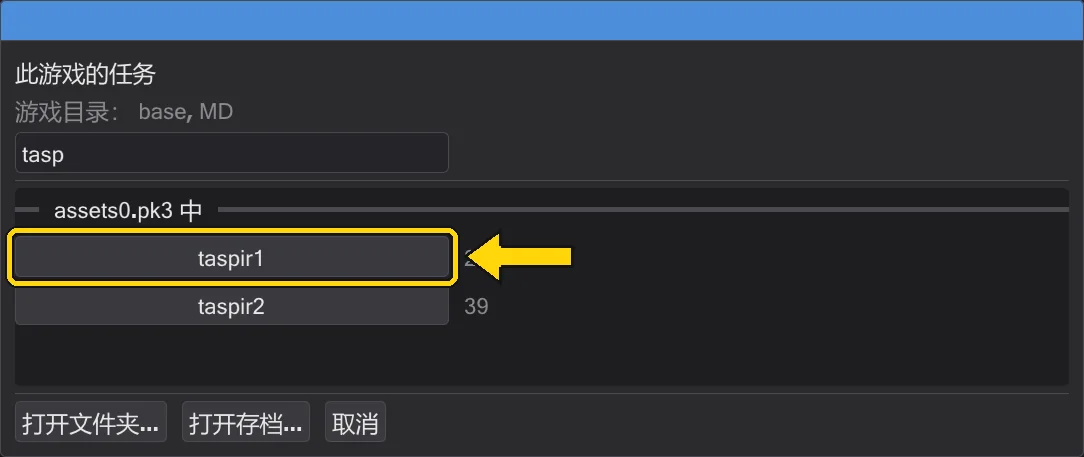 此游戏的任务
游戏目录： base, MD
tasp
assets0.pk3 中
taspir1
taspir2 39
打开文件夹... 打开存档... 取消